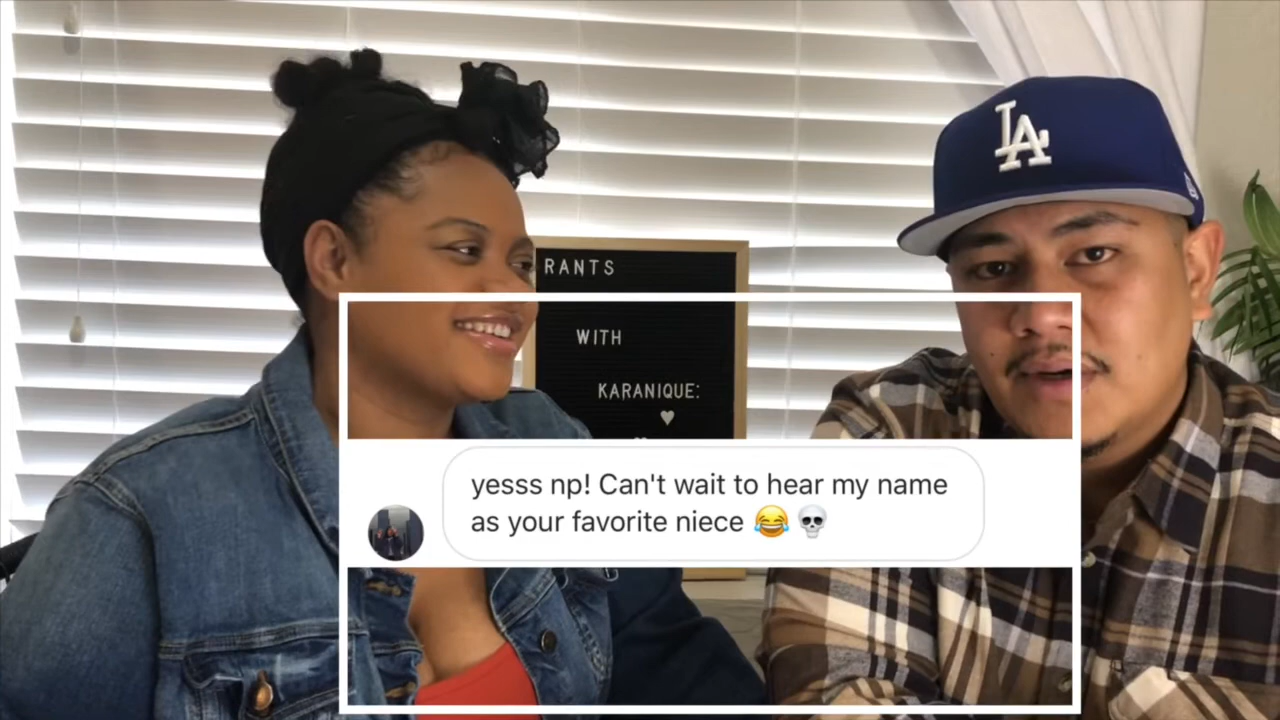 LA
RANTS
WITH
KARANIQUE:
yesss np! Can't wait to hear my name
as your favorite niece 😂 💀